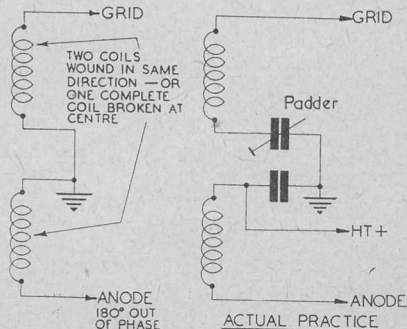 GRID
TWO COILS
WOUND IN SAME
DIRECTION — OR
ONE COMPLETE
COIL BROKEN AT
CENTRE
ANODE
180° OUT
OF PHASE
GRID
Padder
HT+
ANODE
ACTUAL PRACTICE